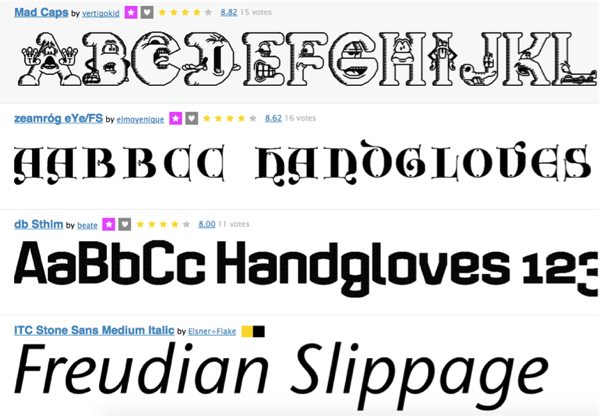 Mad Caps by vertigokid 8.82 15 votes
ABCDEFGHIJKL
zeamróg eYe/FS by elmoyenique 8.62 16 votes
AABBCC HANDGLOVES
db Sthlm by beate 8.00 11 votes
AaBbCc Handgloves 123
ITC Stone Sans Medium Italic by Elsner+Flake
Freudian Slippage